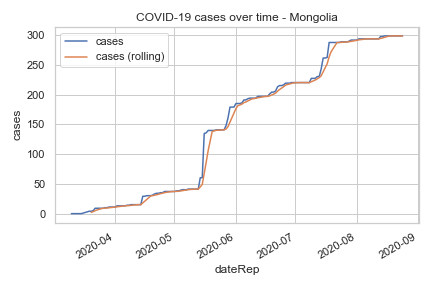 COVID-19 cases over time - Mongolia
cases
cases (rolling)
300
250
200
150
100
50
0
cases
2020-04
2020-05
2020-06
2020-07
2020-08
2020-09
dateRep